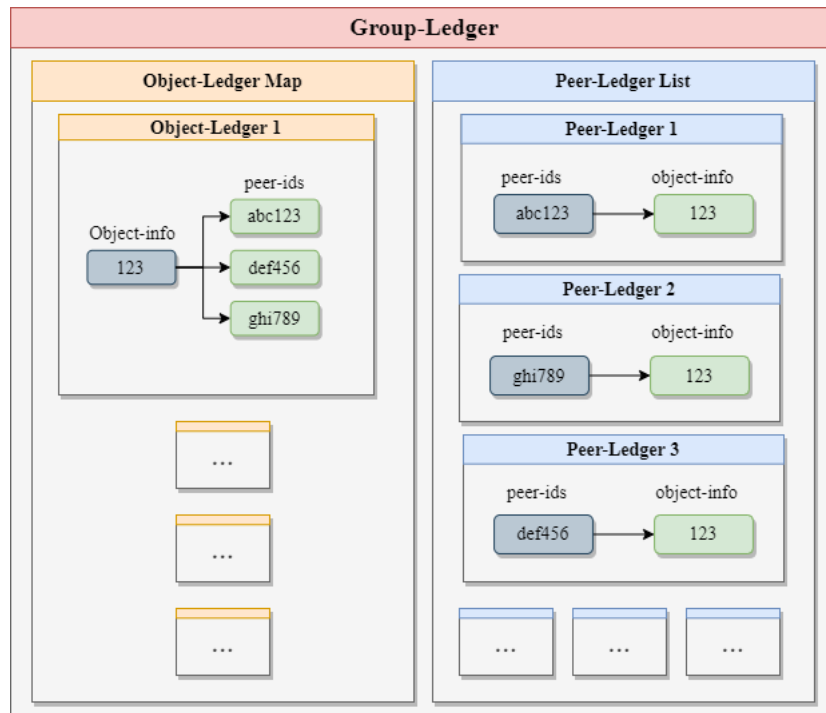 Group-Ledger
Object-Ledger Map
Object-Ledger 1
peer-ids
Object-info
abc123
123
def456
ghi789
...
...
...
Peer-Ledger List
Peer-Ledger 1
peer-ids object-info
abc123 123
Peer-Ledger 2
peer-ids object-info
ghi789 123
Peer-Ledger 3
peer-ids object-info
def456 123
... ... ...